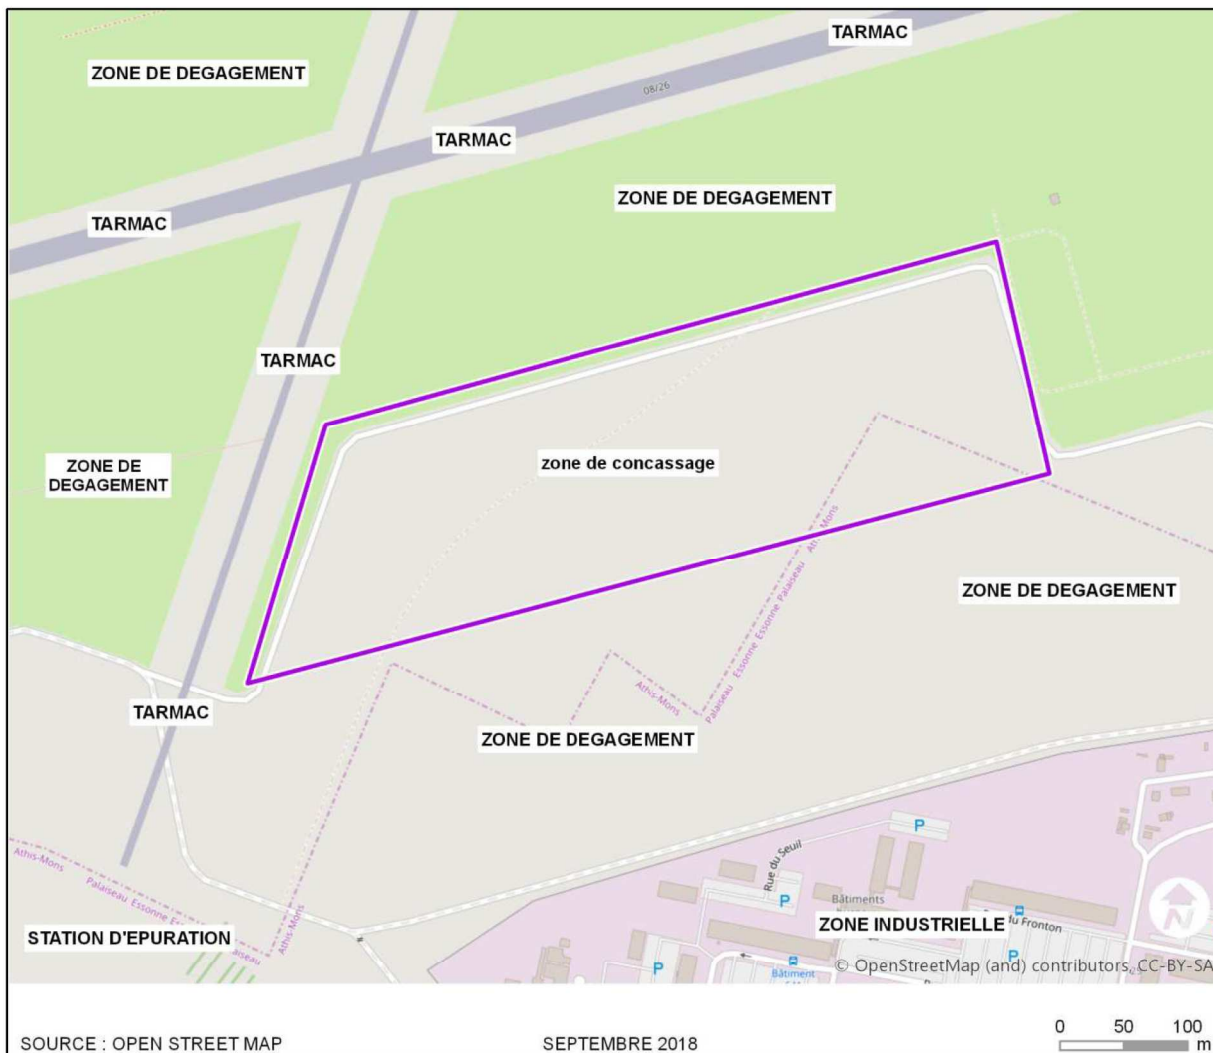 TARMAC
ZONE DE DEGAGEMENT
08/26
TARMAC
ZONE DE DEGAGEMENT
TARMAC
TARMAC
zone de concassage
ZONE DE
DEGAGEMENT
Athis-Mons
Palaiseau Essonne Essonne Palaiseau
ZONE DE DEGAGEMENT
Athis-Mons
TARMAC
ZONE DE DEGAGEMENT
P
Rue du Seuil
Athis-Mons
Palaiseau Essonne
Palaiseau
Athis-Mons
P
Bâtiments
STATION D'EPURATION
ZONE INDUSTRIELLE
du Fronton
P
P
Bâtiment
© OpenStreetMap (and) contributors, CC-BY-SA
N
SOURCE : OPEN STREET MAP
SEPTEMBRE 2018
0 50 100
m